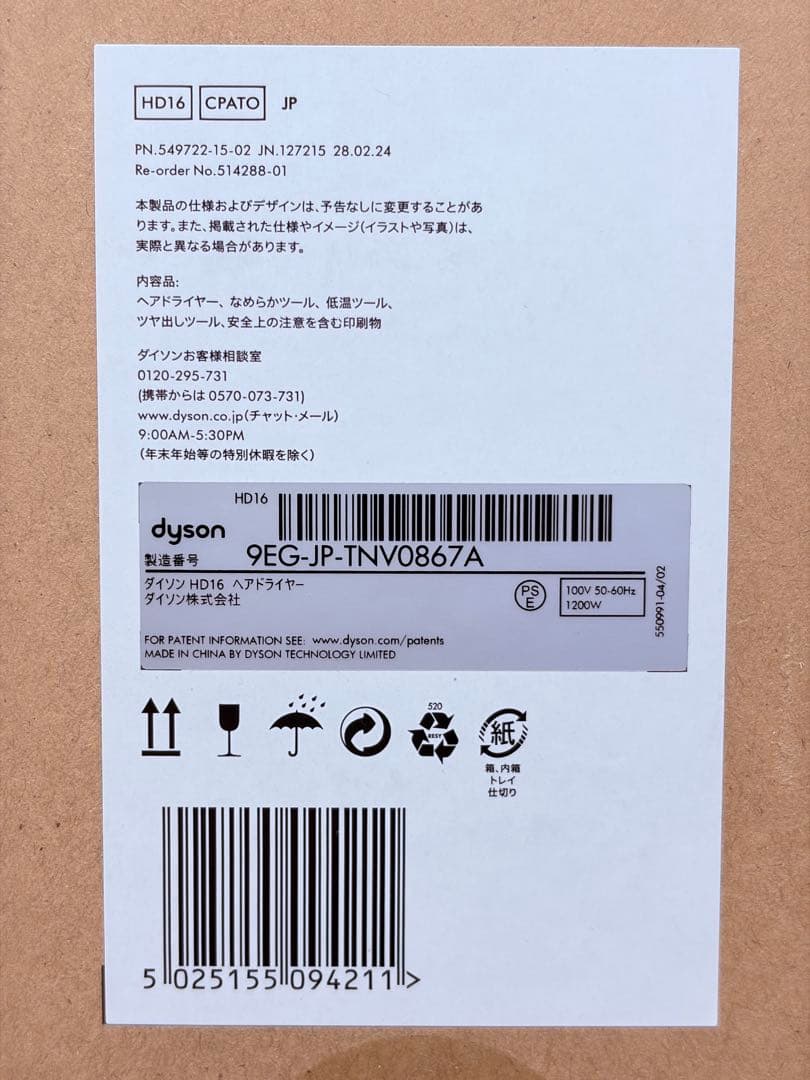 HD16 CPATO JP
PN.549722-15-02 JN.127215 28.02.24
Re-order No.514288-01
本製品の仕様およびデザインは、予告なしに変更することがあ
ります。また、掲載された仕様やイメージ(イラストや写真)は、
実際と異なる場合があります。
内容品:
ヘアドライヤー、なめらかツール、低温ツール、
ツヤ出しツール、安全上の注意を含む印刷物
ダイソンお客様相談室
0120-295-731
(携帯からは 0570-073-731)
www.dyson.co.jp(チャット・メール)
9:00AM-5:30PM
(年末年始等の特別休暇を除く)
HD16
dyson
製造番号 9EG-JP-TNV0867A
ダイソン HD16 ヘアドライヤー
ダイソン株式会社
PS
E
100V 50-60Hz
1200W
550991-04/02
FOR PATENT INFORMATION SEE: www.dyson.com/patents
MADE IN CHINA BY DYSON TECHNOLOGY LIMITED
520
RESY
紙
箱、内箱
トレイ
仕切り
5 025155 094211 >